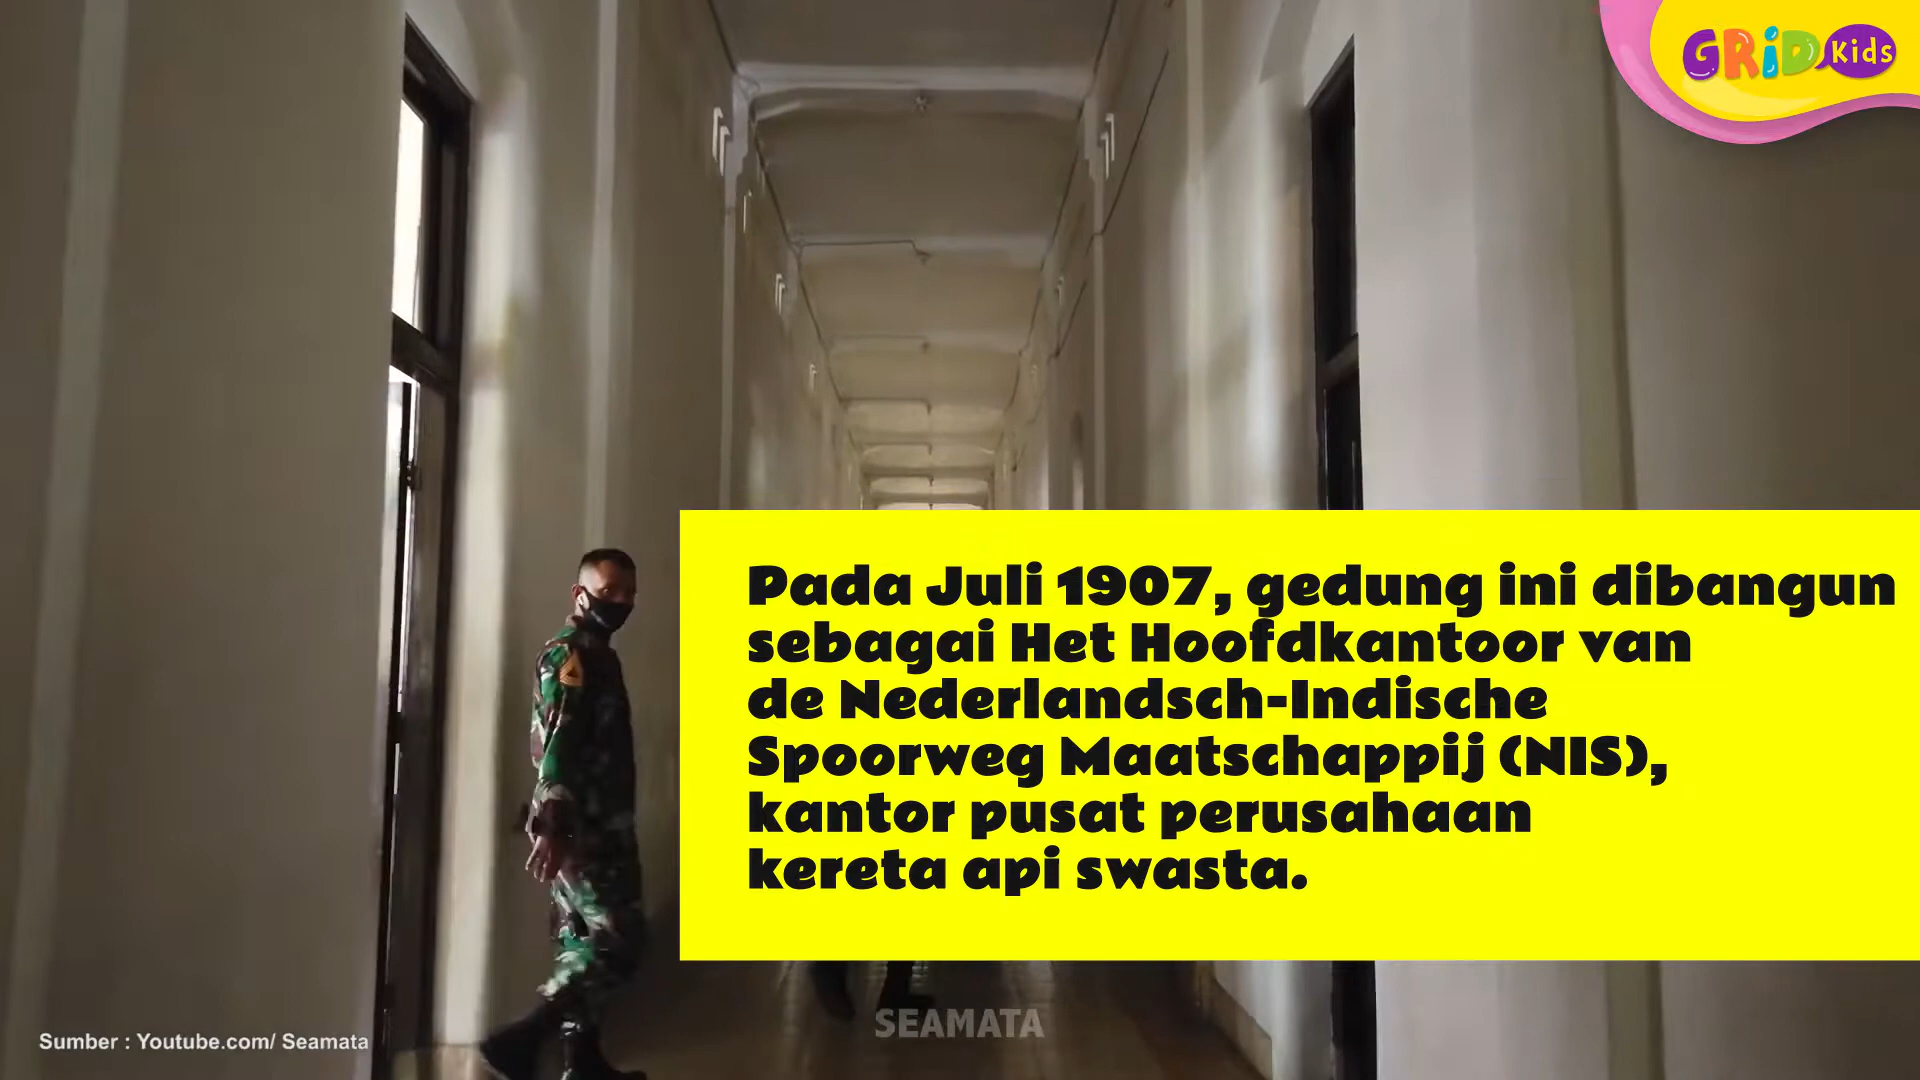 GRiD Kids
Pada Juli 1907, gedung ini dibangun
sebagai Het Hoofdkantoor van
de Nederlandsch-Indische
Spoorweg Maatschappij (NIS),
kantor pusat perusahaan
kereta api swasta.
SEAMATA
Sumber : Youtube.com/ Seamata